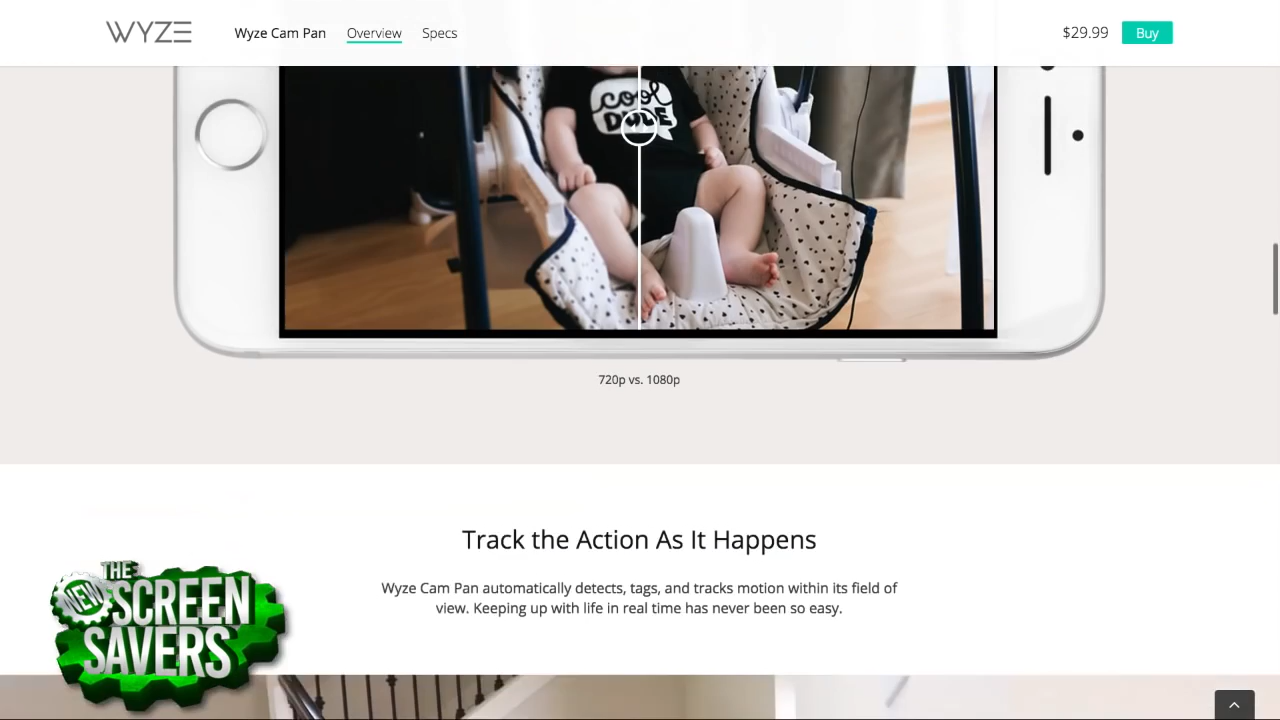 WYZE
Wyze Cam Pan Overview Specs
$29.99 Buy
cool
DUDE
720p vs. 1080p
Track the Action As It Happens
Wyze Cam Pan automatically detects, tags, and tracks motion within its field of
view. Keeping up with life in real time has never been so easy.
THE
NEW
SCREEN
SAVERS